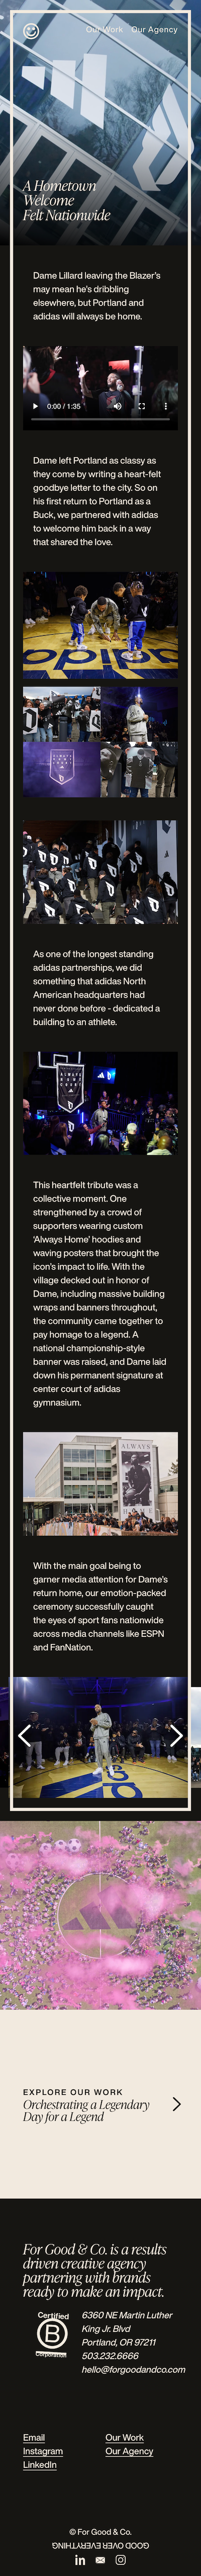 Our Work Our Agency
A Hometown
Welcome
Felt Nationwide
Dame Lillard leaving the Blazer's
may mean he's dribbling
elsewhere, but Portland and
adidas will always be home.
0:00 / 1:35
Dame left Portland as classy as
they come by writing a heart-felt
goodbye letter to the city. So on
his first return to Portland as a
Buck, we partnered with adidas
to welcome him back in a way
that shared the love.
As one of the longest standing
adidas partnerships, we did
something that adidas North
American headquarters had
never done before - dedicated a
building to an athlete.
This heartfelt tribute was a
collective moment. One
strengthened by a crowd of
supporters wearing custom
'Always Home' hoodies and
waving posters that brought the
icon's impact to life. With the
village decked out in honor of
Dame, including massive building
wraps and banners throughout,
the community came together to
pay homage to a legend. A
national championship-style
banner was raised, and Dame laid
down his permanent signature at
center court of adidas
gymnasium.
ALWAYS
With the main goal being to
garner media attention for Dame's
return home, our emotion-packed
ceremony successfully caught
the eyes of sport fans nationwide
across media channels like ESPN
and FanNation.
EXPLORE OUR WORK
Orchestrating a Legendary
Day for a Legend
For Good & Co. is a results
driven creative agency
partnering with brands
ready to make an impact.
Certified
B
Corporation
6360 NE Martin Luther
King Jr. Blvd
Portland, OR 97211
503.232.6666
hello@forgoodandco.com
Email
Instagram
LinkedIn
Our Work
Our Agency
© For Good & Co.
GOOD OVER EVERYTHING